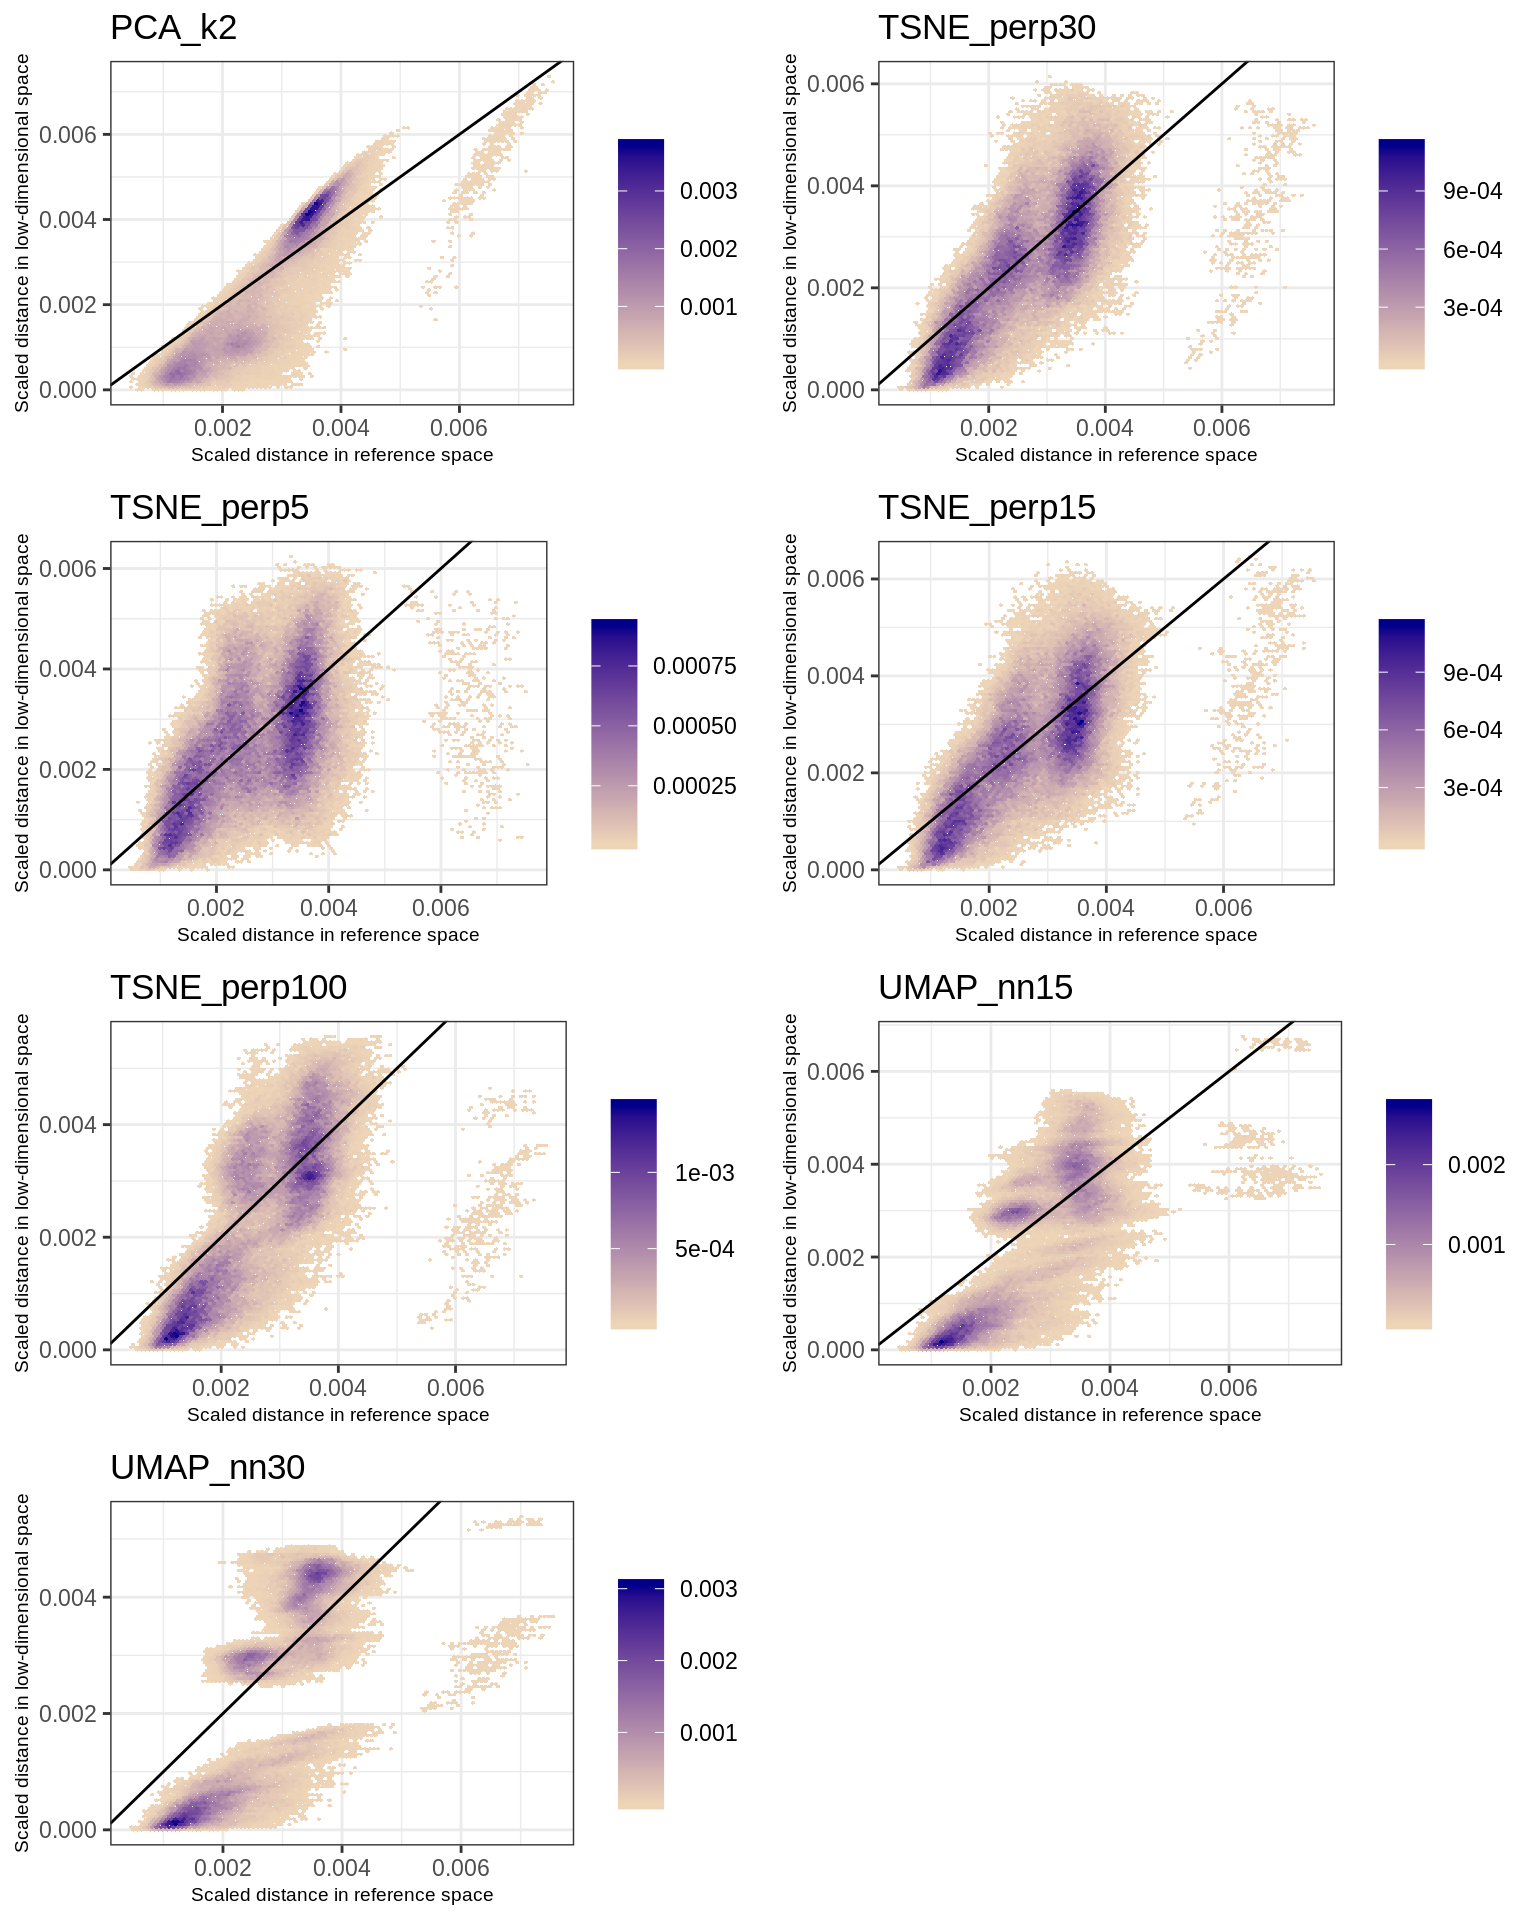 PCA_k2
Scaled distance in low-dimensional space
0.006
0.004
0.002
0.000
0.002 0.004 0.006
Scaled distance in reference space
0.003
0.002
0.001
TSNE_perp30
Scaled distance in low-dimensional space
0.006
0.004
0.002
0.000
0.002 0.004 0.006
Scaled distance in reference space
9e-04
6e-04
3e-04
TSNE_perp5
Scaled distance in low-dimensional space
0.006
0.004
0.002
0.000
0.002 0.004 0.006
Scaled distance in reference space
0.00075
0.00050
0.00025
TSNE_perp15
Scaled distance in low-dimensional space
0.006
0.004
0.002
0.000
0.002 0.004 0.006
Scaled distance in reference space
9e-04
6e-04
3e-04
TSNE_perp100
Scaled distance in low-dimensional space
0.004
0.002
0.000
0.002 0.004 0.006
Scaled distance in reference space
1e-03
5e-04
UMAP_nn15
Scaled distance in low-dimensional space
0.006
0.004
0.002
0.000
0.002 0.004 0.006
Scaled distance in reference space
0.002
0.001
UMAP_nn30
Scaled distance in low-dimensional space
0.004
0.002
0.000
0.002 0.004 0.006
Scaled distance in reference space
0.003
0.002
0.001